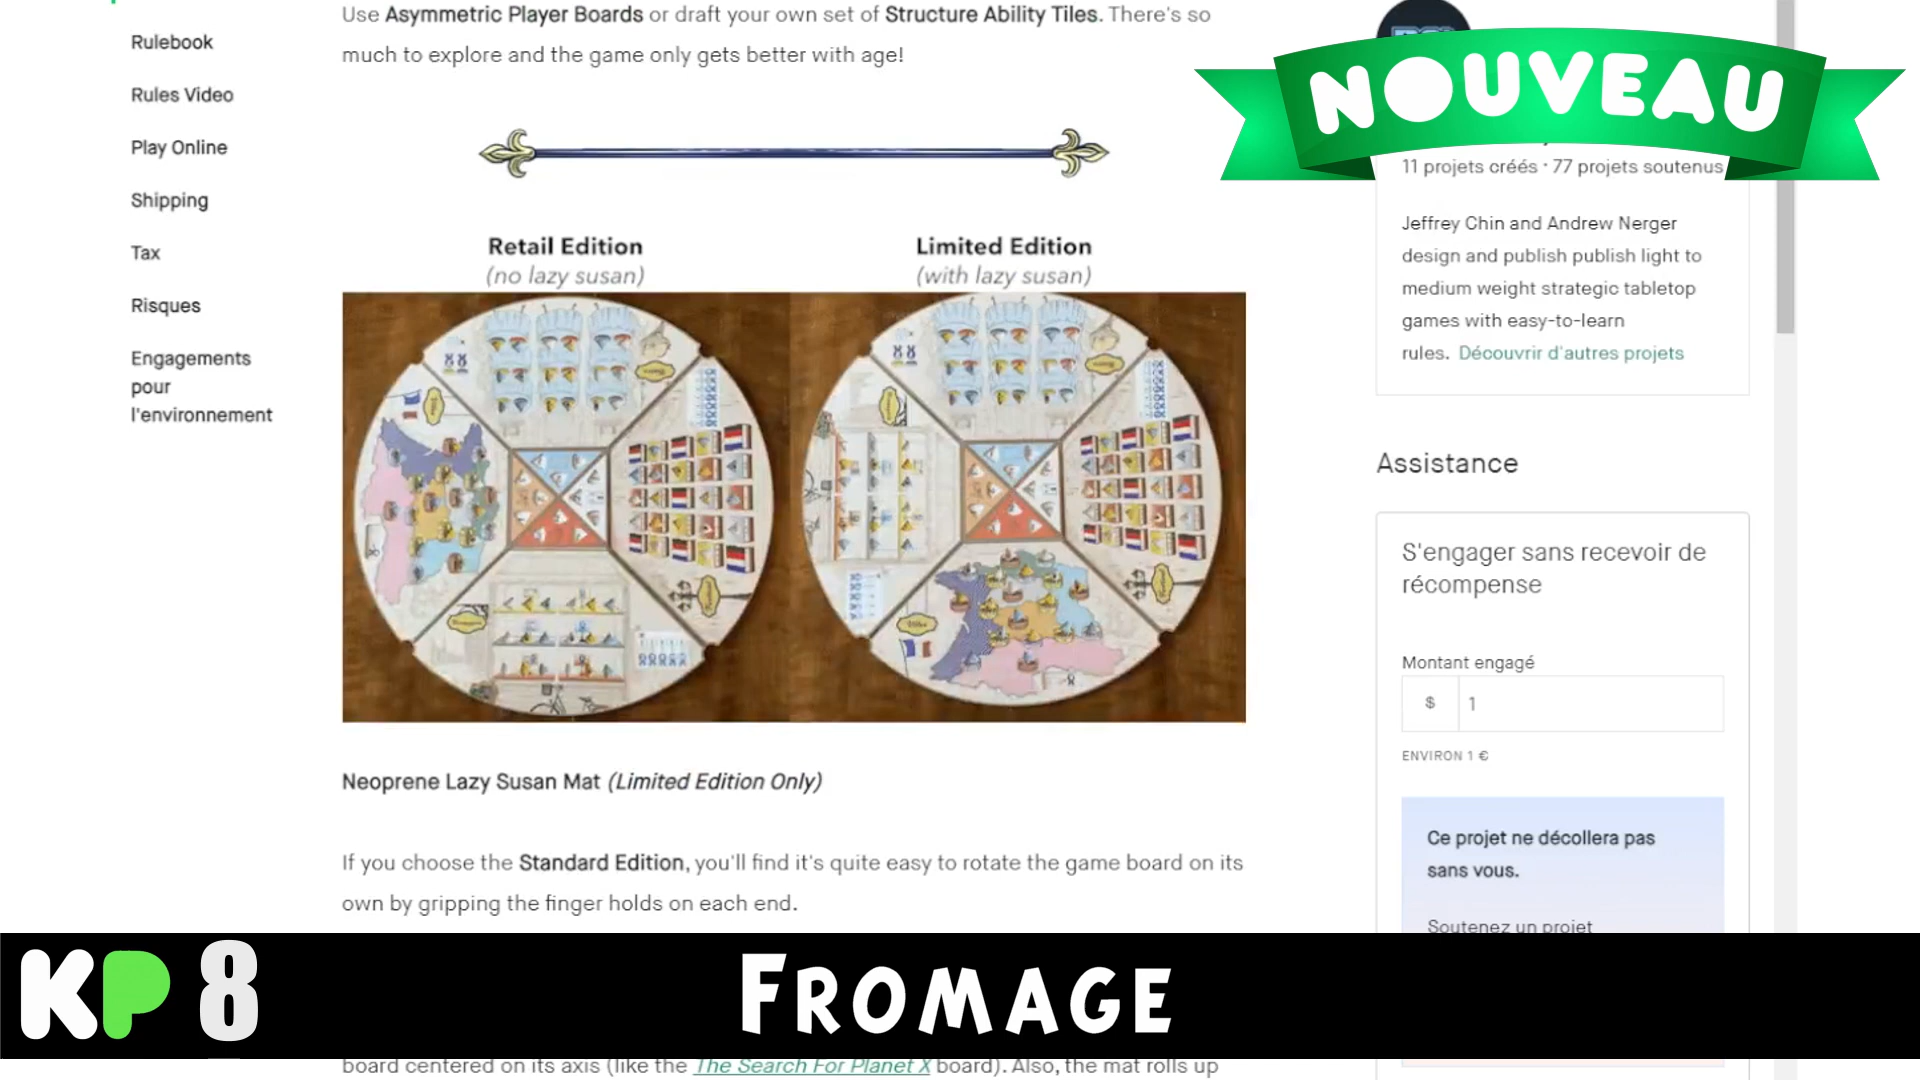 Use Asymmetric Player Boards or draft your own set of Structure Ability Tiles. There's so
much to explore and the game only gets better with age!
Rulebook
Rules Video
Play Online
Shipping
Tax
Risques
Engagements
pour
l'environnement
Retail Edition
(no lazy susan)
Limited Edition
(with lazy susan)
Neoprene Lazy Susan Mat (Limited Edition Only)
If you choose the Standard Edition, you'll find it's quite easy to rotate the game board on its
own by gripping the finger holds on each end.
NOUVEAU
11 projets créés · 77 projets soutenus
Jeffrey Chin and Andrew Nerger
design and publish publish light to
medium weight strategic tabletop
games with easy-to-learn
rules. Découvrir d'autres projets
Assistance
S'engager sans recevoir de
récompense
Montant engagé
$ 1
ENVIRON 1 €
Ce projet ne décollera pas
sans vous.
Soutenez un projet
KP 8
FROMAGE
board centered on its axis (like the The Search For Planet X board). Also, the mat rolls up